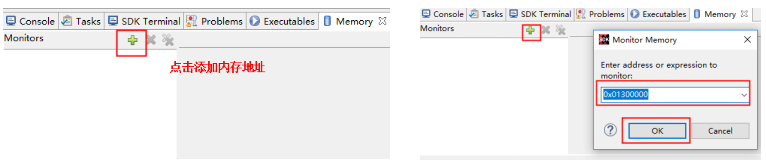 Console Tasks SDK Terminal Problems Executables Memory
Monitors
点击添加内存地址
Console Tasks SDK Terminal Problems Executables Memory
Monitors
Monitor Memory
Enter address or expression to
monitor:
0x01300000
OK Cancel